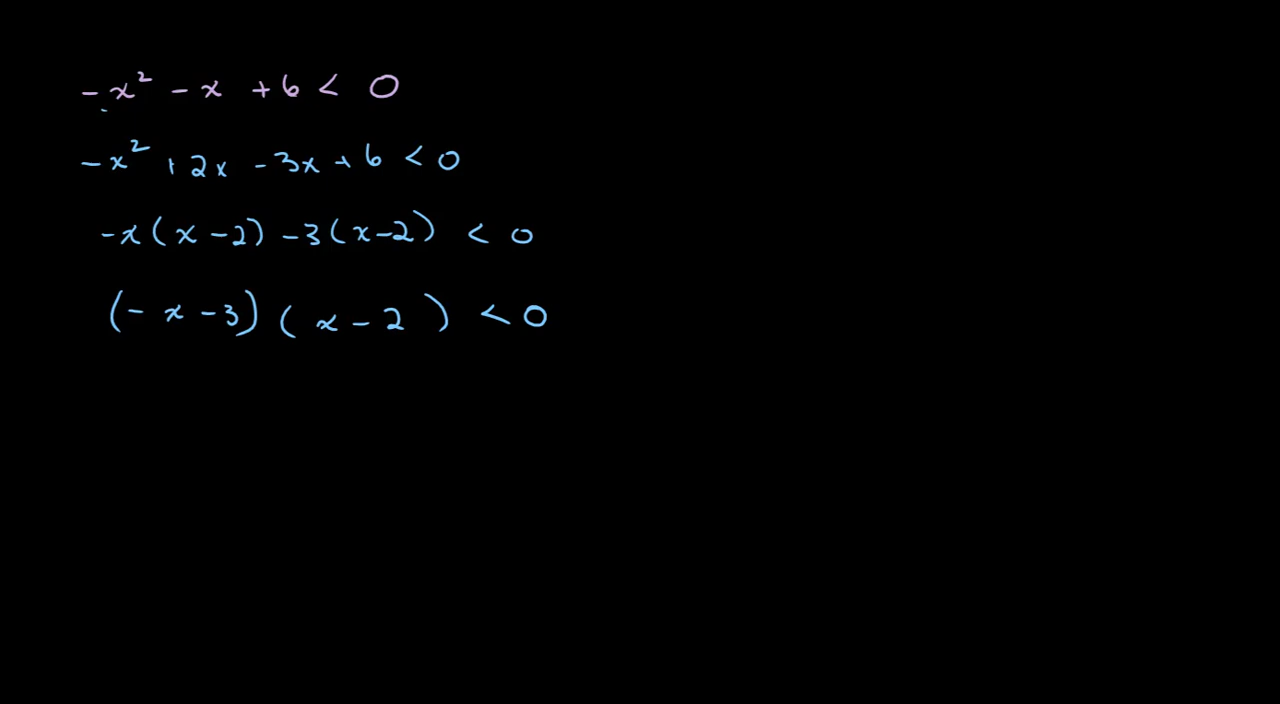 -x² - x + 6 < 0
-x² + 2x - 3x + 6 < 0
-x(x-2) -3(x-2) < 0
(-x-3)(x-2) < 0